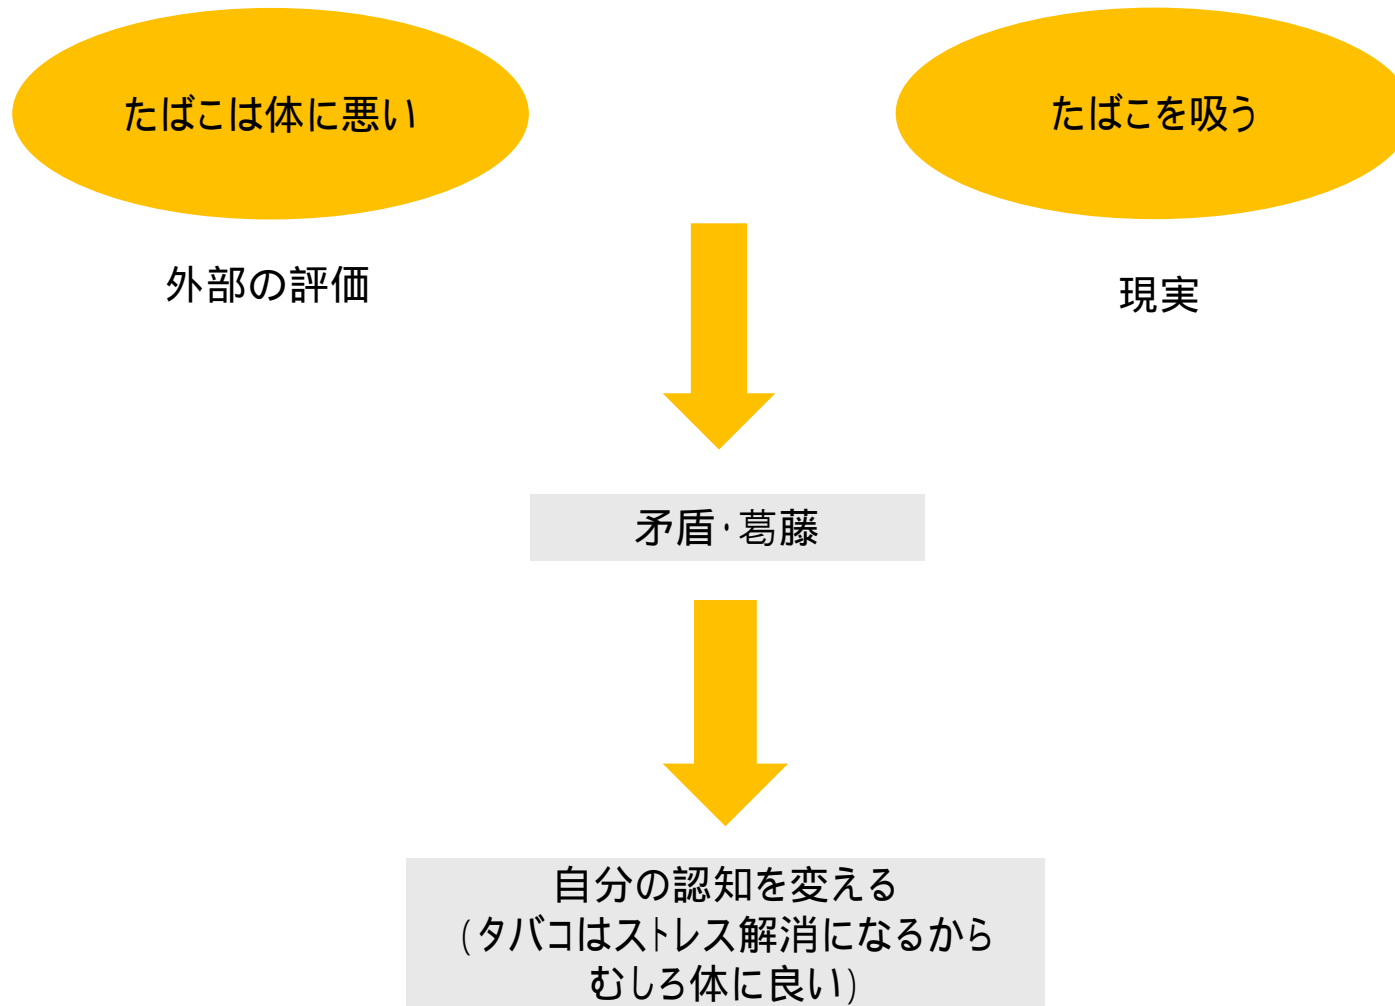 たばこは体に悪い
たばこを吸う
外部の評価
現実
矛盾・葛藤
自分の認知を変える
(タバコはストレス解消になるから
むしろ体に良い)